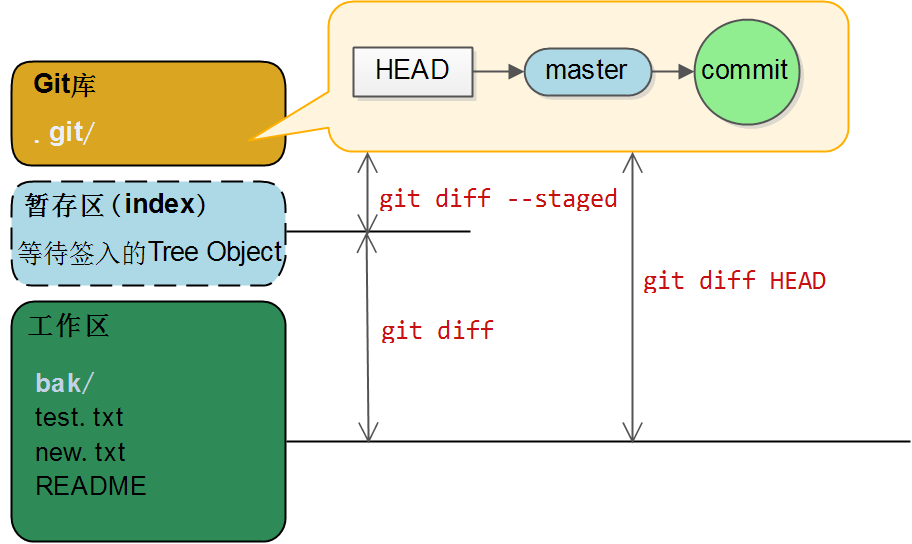 HEAD
master
commit
Git库
. git/
暂存区(index)
等待签入的Tree Object
git diff --staged
git diff HEAD
git diff
工作区
bak/
test. txt
new. txt
README